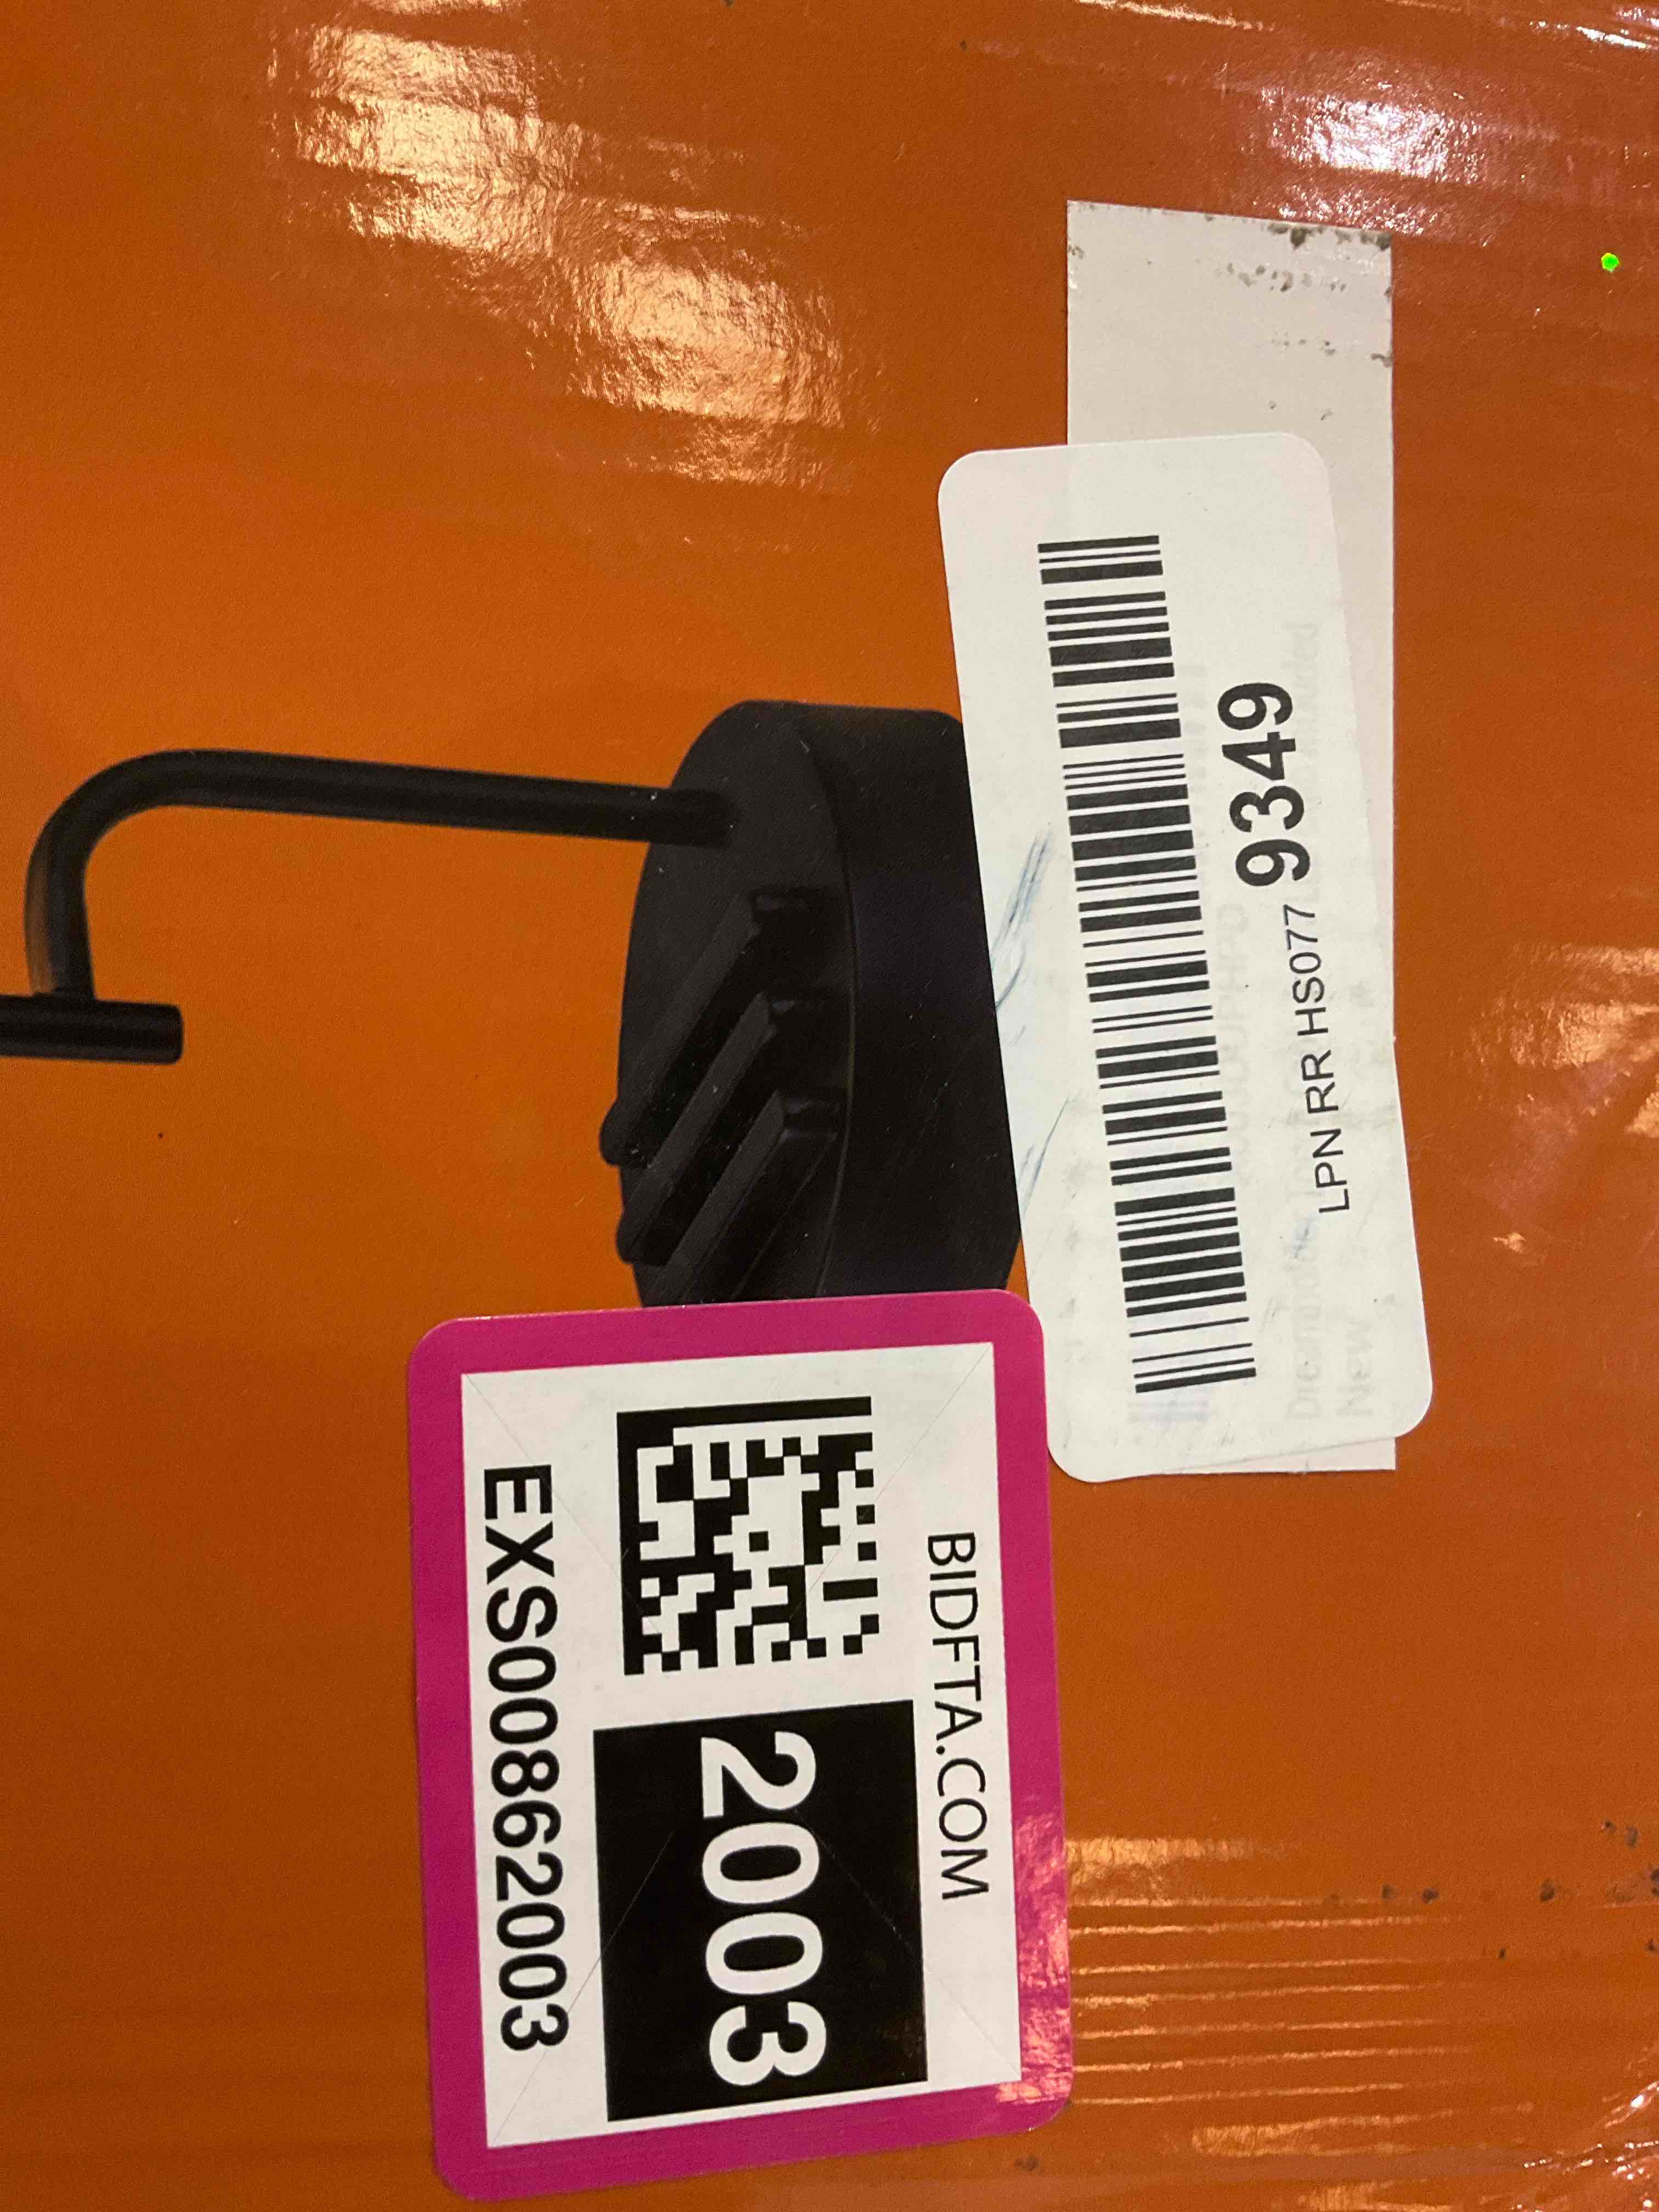 LPN RR HS077 9349
BIDFTA.COM
2003
EXS00862003